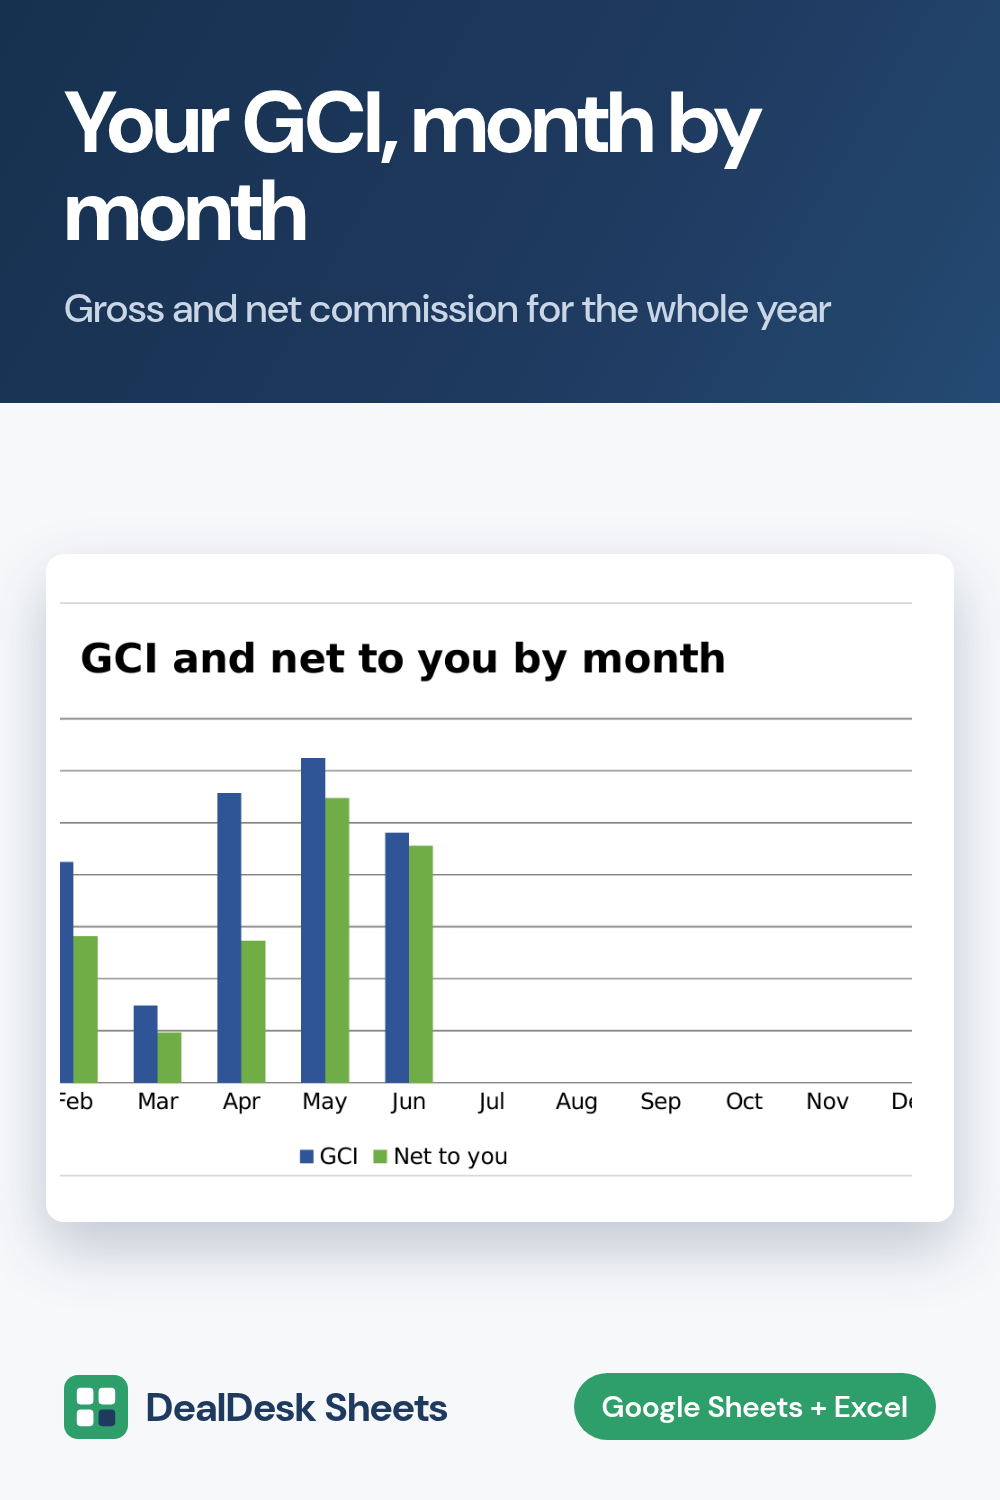 Your GCI, month by
month
Gross and net commission for the whole year
GCI and net to you by month
Feb Mar Apr May Jun Jul Aug Sep Oct Nov
GCI Net to you
DealDesk Sheets
Google Sheets + Excel